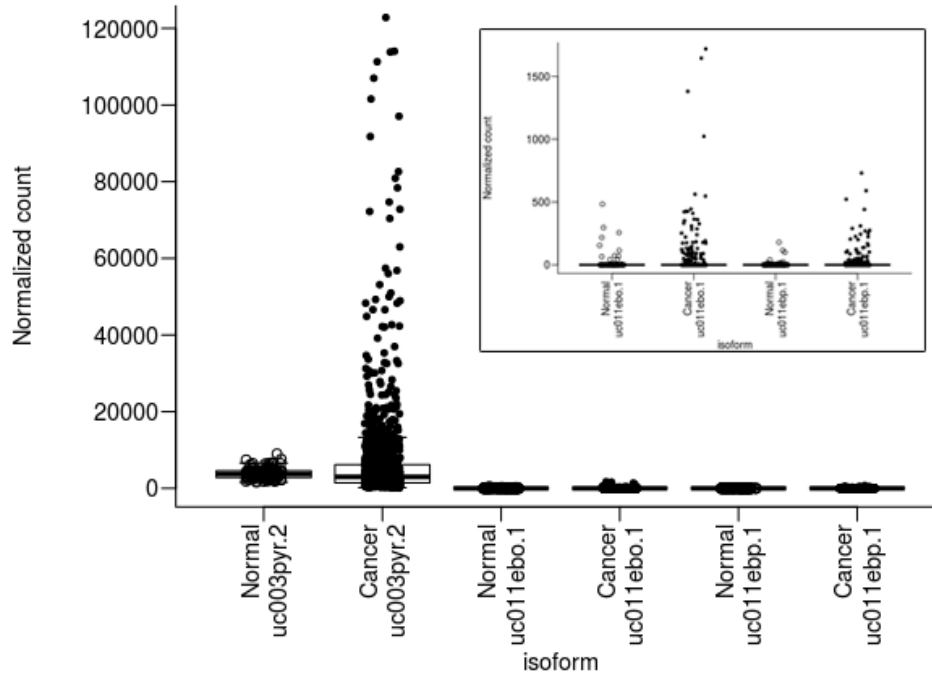 120000
100000
80000
60000
40000
20000
0
Normalized count
Normal
uc003pyr.2
Cancer
uc003pyr.2
Normal
uc011ebo.1
Cancer
uc011ebo.1
Normal
uc011ebp.1
Cancer
uc011ebp.1
isoform
1500
1000
500
0
Normalized count
Normal
uc011ebo.1
Cancer
uc011ebo.1
Normal
uc011ebp.1
Cancer
uc011ebp.1
isoform